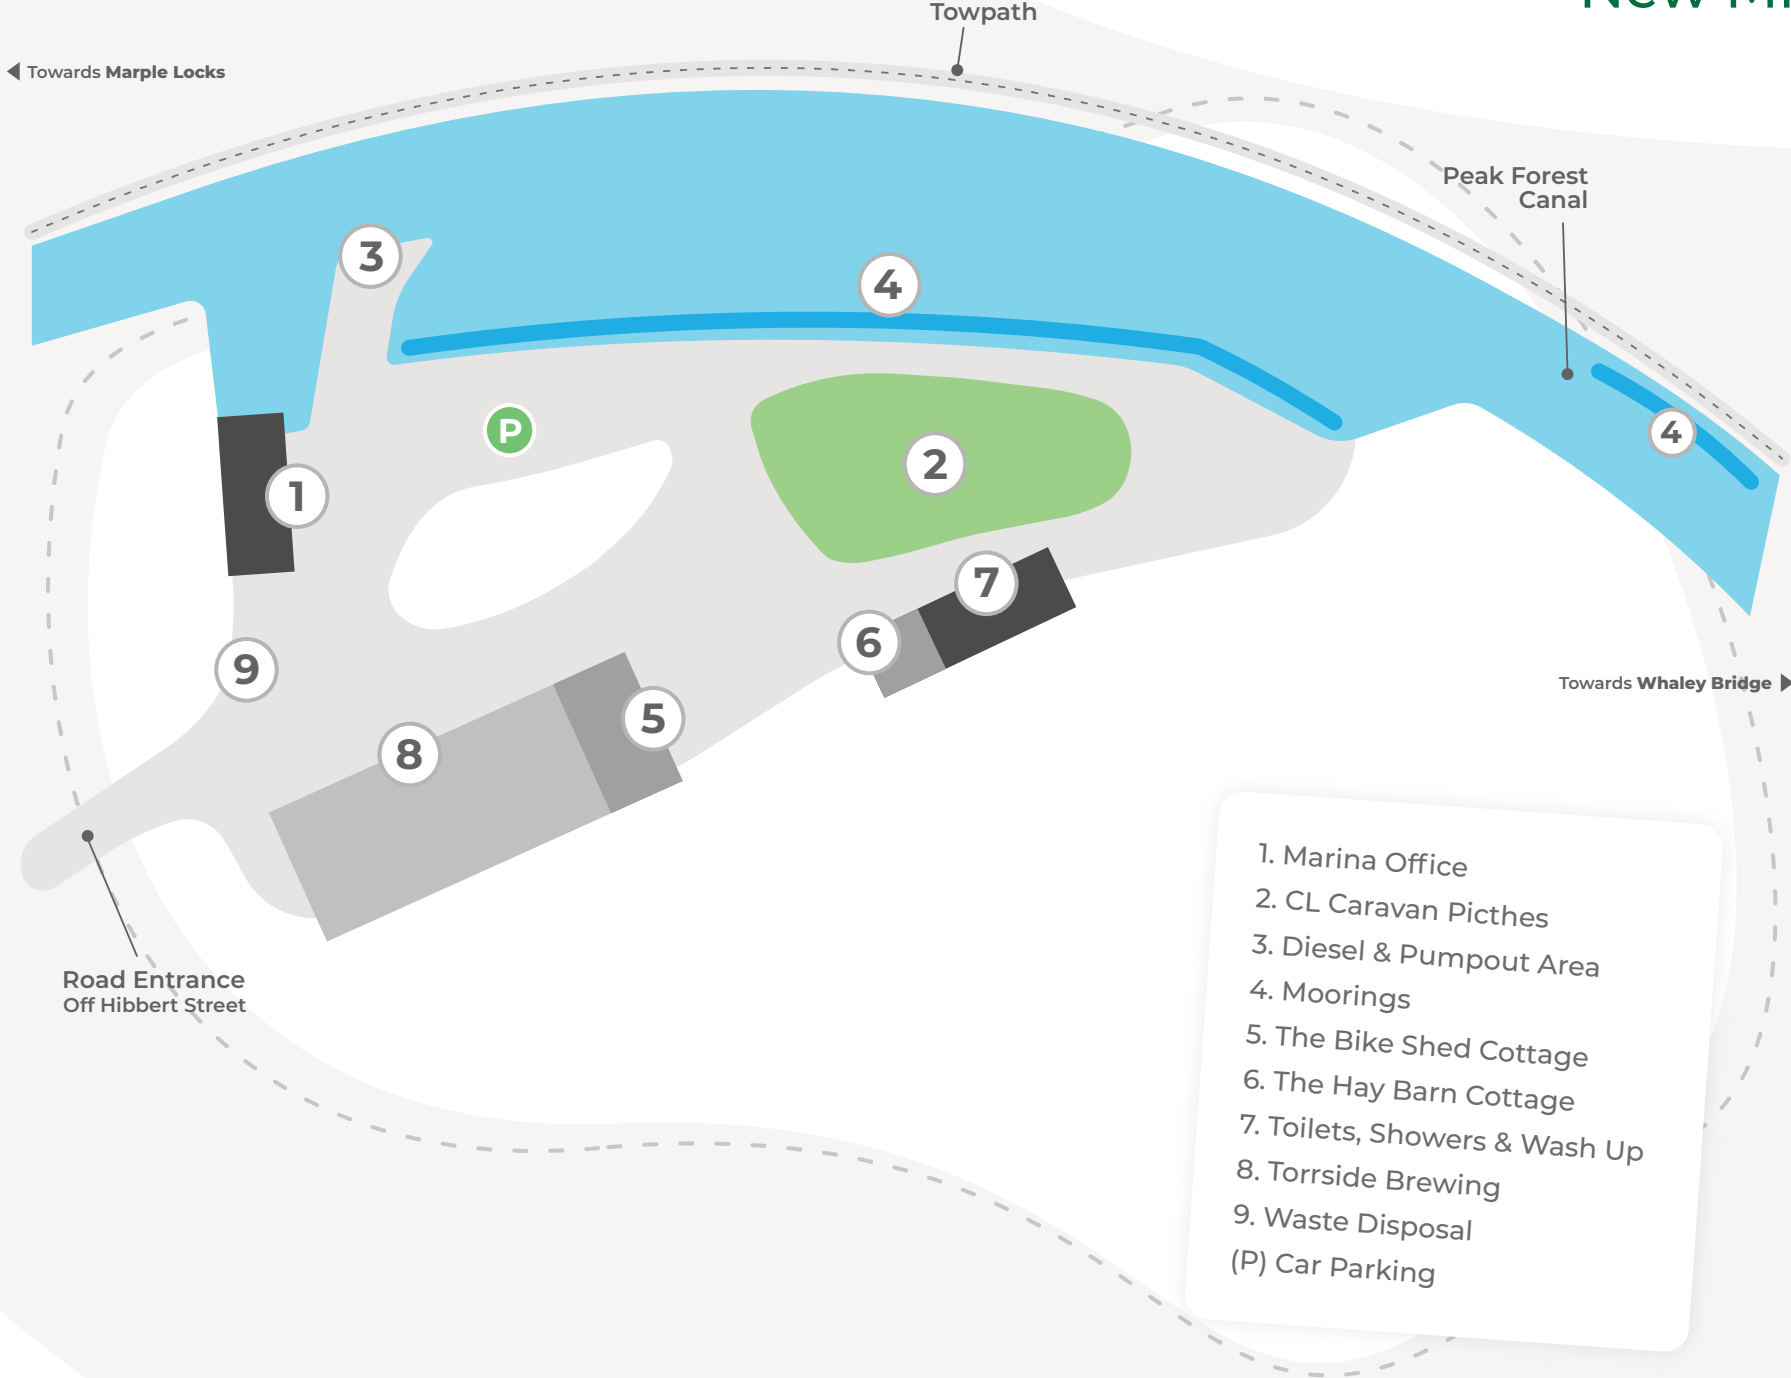 Towpath
Towards Marple Locks
Peak Forest
Canal
3
4
4
P
2
1
7
6
9
5
8
Towards Whaley Bridge
Road Entrance
Off Hibbert Street
1. Marina Office
2. CL Caravan Picthes
3. Diesel & Pumpout Area
4. Moorings
5. The Bike Shed Cottage
6. The Hay Barn Cottage
7. Toilets, Showers & Wash Up
8. Torrside Brewing
9. Waste Disposal
(P) Car Parking